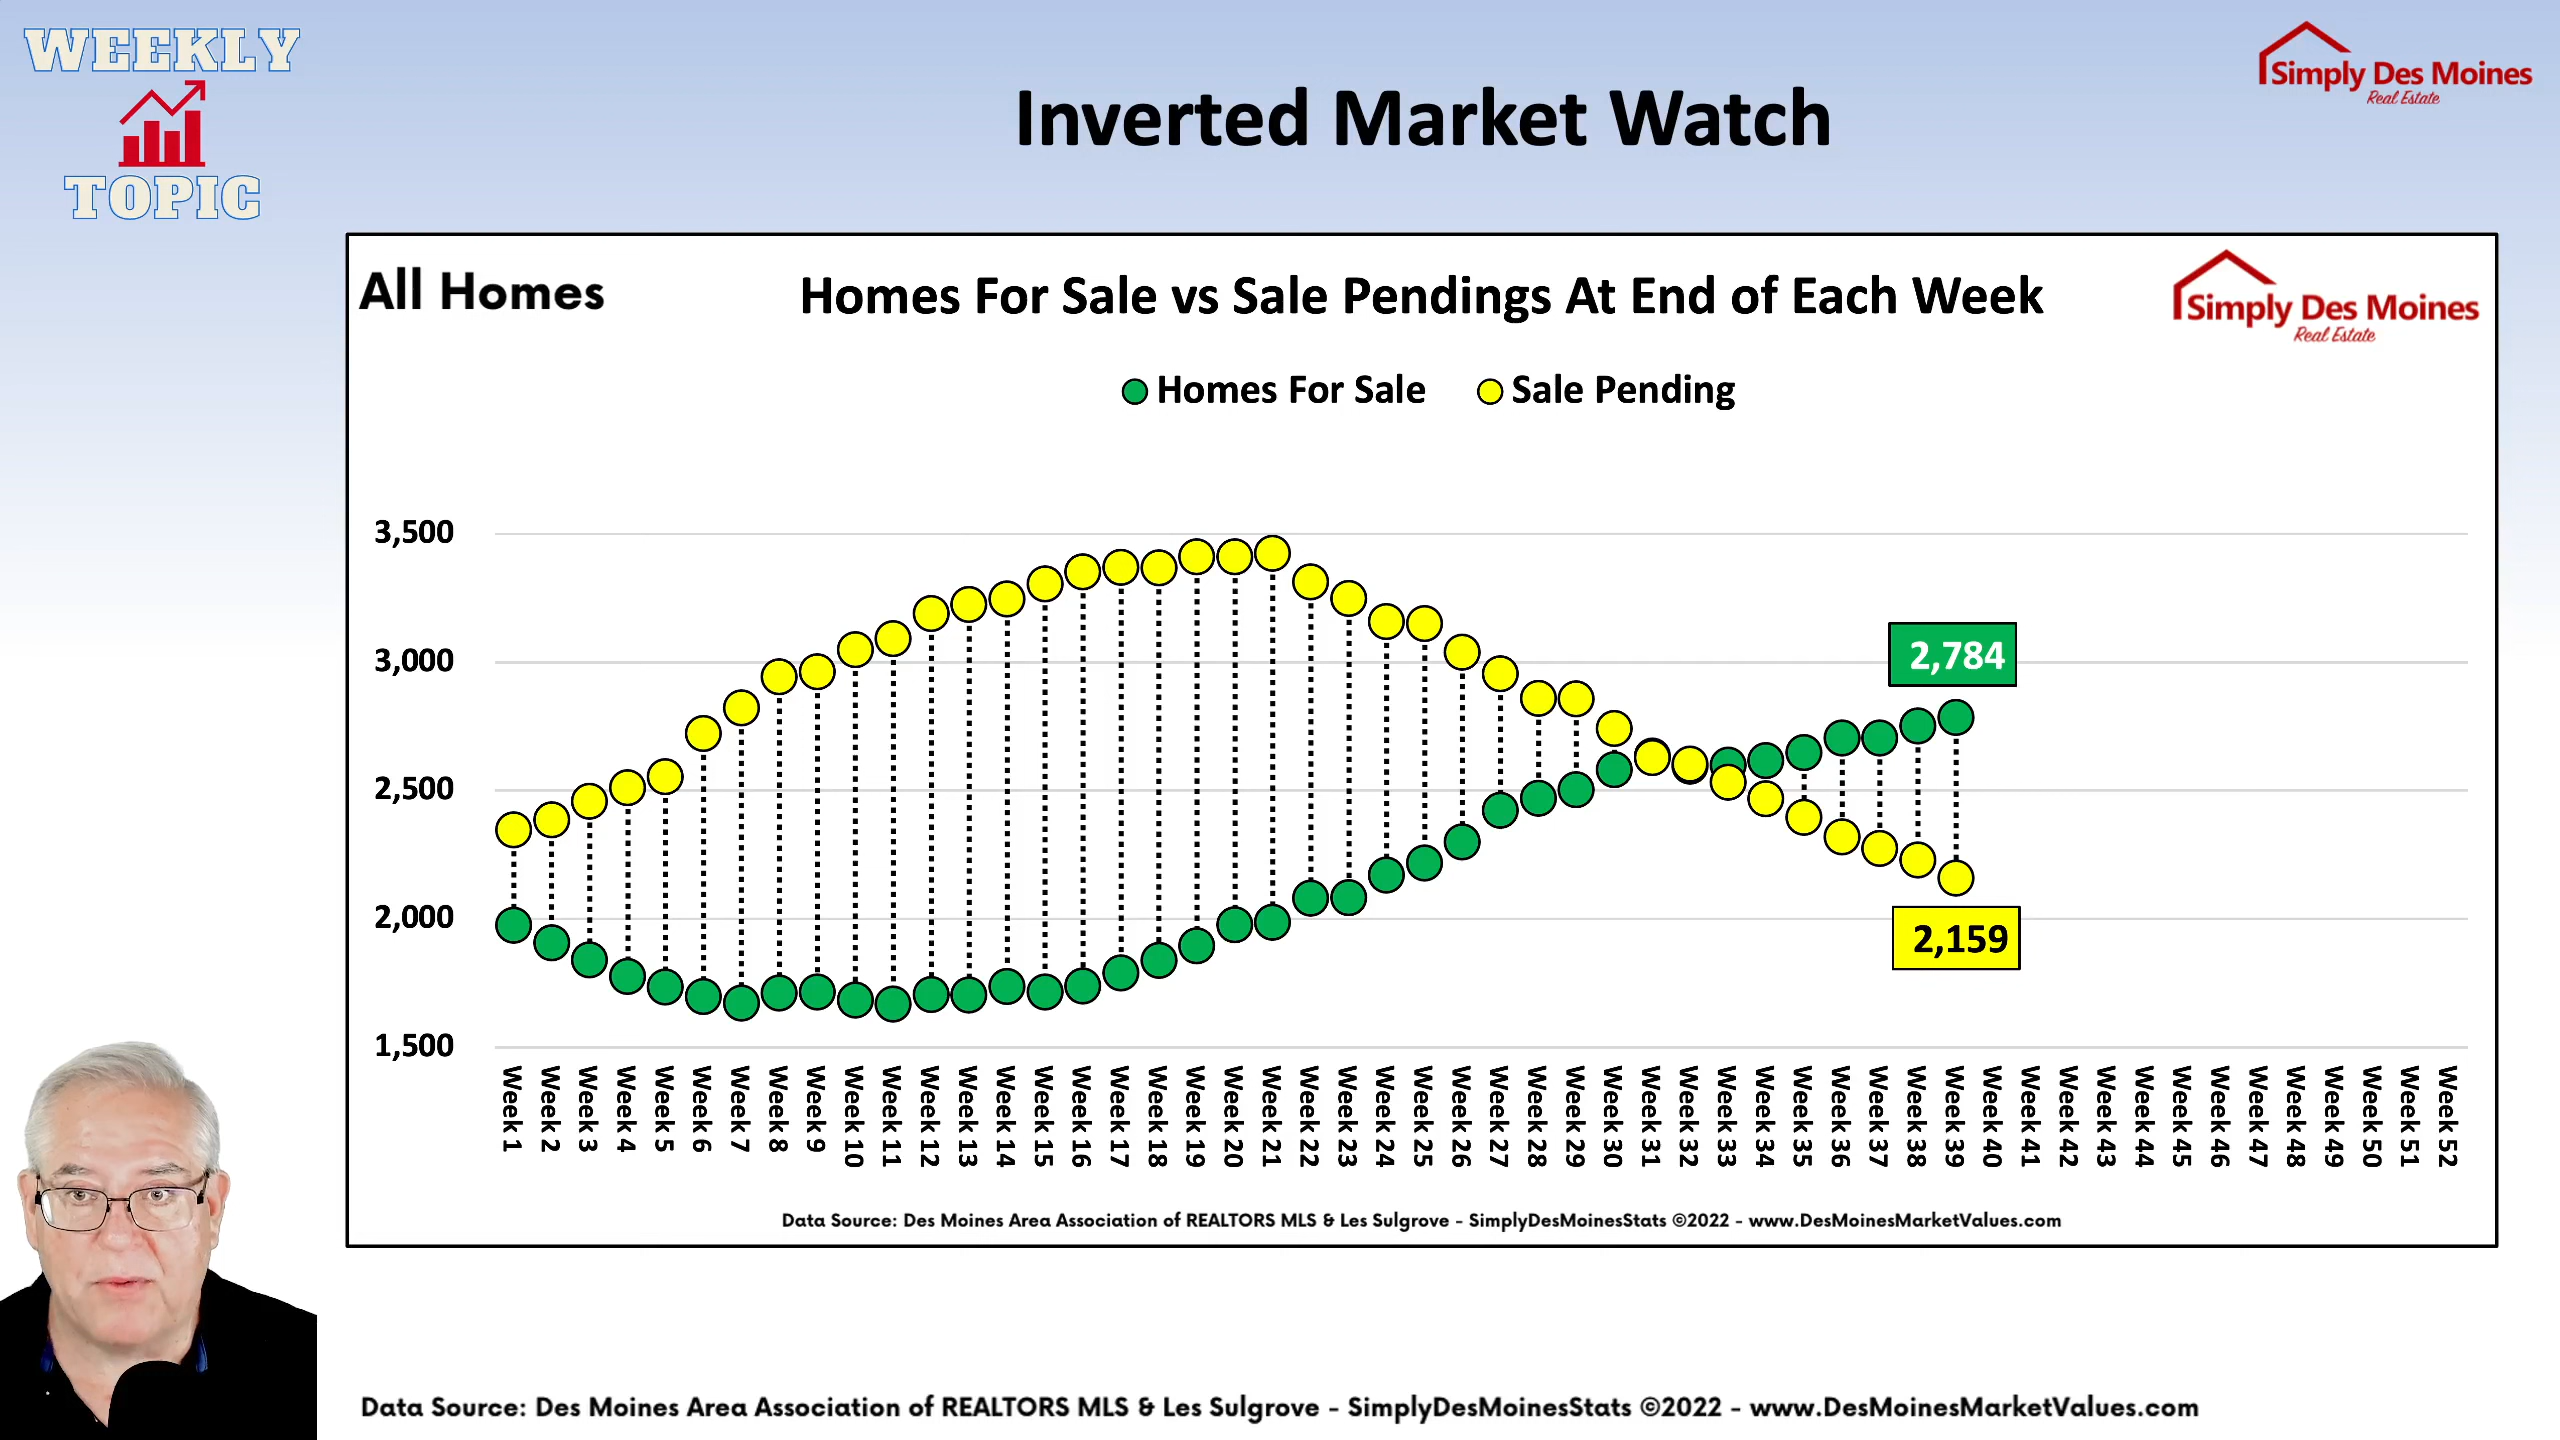 WEEKLY
TOPIC
Inverted Market Watch
Simply Des Moines
Real Estate
All Homes
Homes For Sale vs Sale Pendings At End of Each Week
Simply Des Moines
Real Estate
Homes For Sale
Sale Pending
3,500
3,000
2,500
2,000
1,500
2,784
2,159
Week 1
Week 2
Week 3
Week 4
Week 5
Week 6
Week 7
Week 8
Week 9
Week 10
Week 11
Week 12
Week 13
Week 14
Week 15
Week 16
Week 17
Week 18
Week 19
Week 20
Week 21
Week 22
Week 23
Week 24
Week 25
Week 26
Week 27
Week 28
Week 29
Week 30
Week 31
Week 32
Week 33
Week 34
Week 35
Week 36
Week 37
Week 38
Week 39
Week 40
Week 41
Week 42
Week 43
Week 44
Week 45
Week 46
Week 47
Week 48
Week 49
Week 50
Week 51
Week 52
Data Source: Des Moines Area Association of REALTORS MLS & Les Sulgrove - SimplyDesMoinesStats ©2022 - www.DesMoinesMarketValues.com
Data Source: Des Moines Area Association of REALTORS MLS & Les Sulgrove - SimplyDesMoinesStats ©2022 - www.DesMoinesMarketValues.com